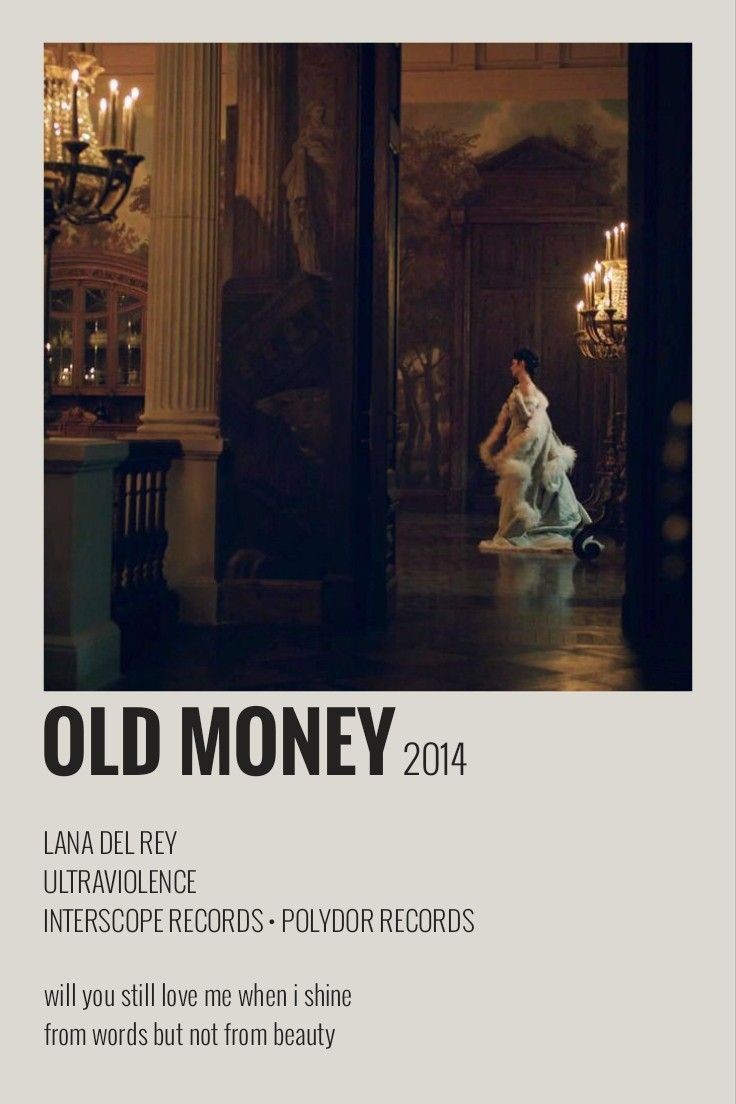 OLD MONEY 2014
LANA DEL REY
ULTRAVIOLENCE
INTERSCOPE RECORDS • POLYDOR RECORDS
will you still love me when i shine
from words but not from beauty